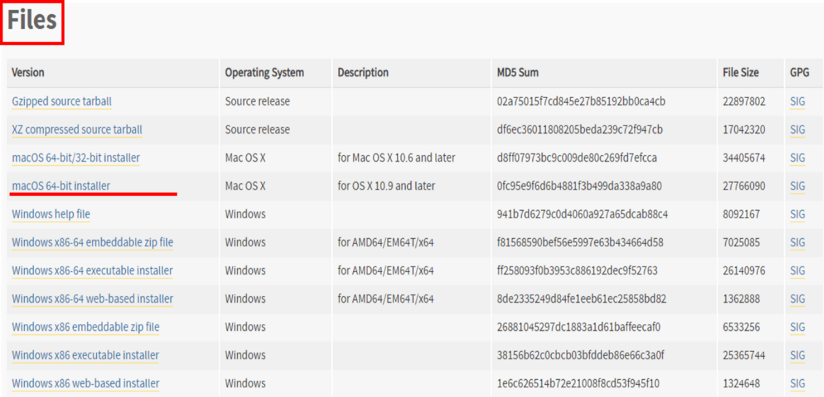 Files
Version Operating System Description MD5 Sum File Size GPG
Gzipped source tarball Source release 02a75015f7cd845e27b85192bb0ca4cb 22897802 SIG
XZ compressed source tarball Source release df6ec36011808205beda239c72f947cb 17042320 SIG
macOS 64-bit/32-bit installer Mac OS X for Mac OS X 10.6 and later d8ff07973bc9c009de80c269fd7efcca 34405674 SIG
macOS 64-bit installer Mac OS X for OS X 10.9 and later 0fc95e9f6d6b4881f3b499da338a9a80 27766090 SIG
Windows help file Windows 941b7d6279c0d4060a927a65dcab88c4 8092167 SIG
Windows x86-64 embeddable zip file Windows for AMD64/EM64T/x64 f81568590bef56e5997e63b434664d58 7025085 SIG
Windows x86-64 executable installer Windows for AMD64/EM64T/x64 ff258093f0b3953c886192dec9f52763 26140976 SIG
Windows x86-64 web-based installer Windows for AMD64/EM64T/x64 8de2335249d84fe1eeb61ec25858bd82 1362888 SIG
Windows x86 embeddable zip file Windows 26881045297dc1883a1d61baffeecaf0 6533256 SIG
Windows x86 executable installer Windows 38156b62c0cbcb03bfddeb86e66c3a0f 25365744 SIG
Windows x86 web-based installer Windows 1e6c626514b72e21008f8cd53f945f10 1324648 SIG